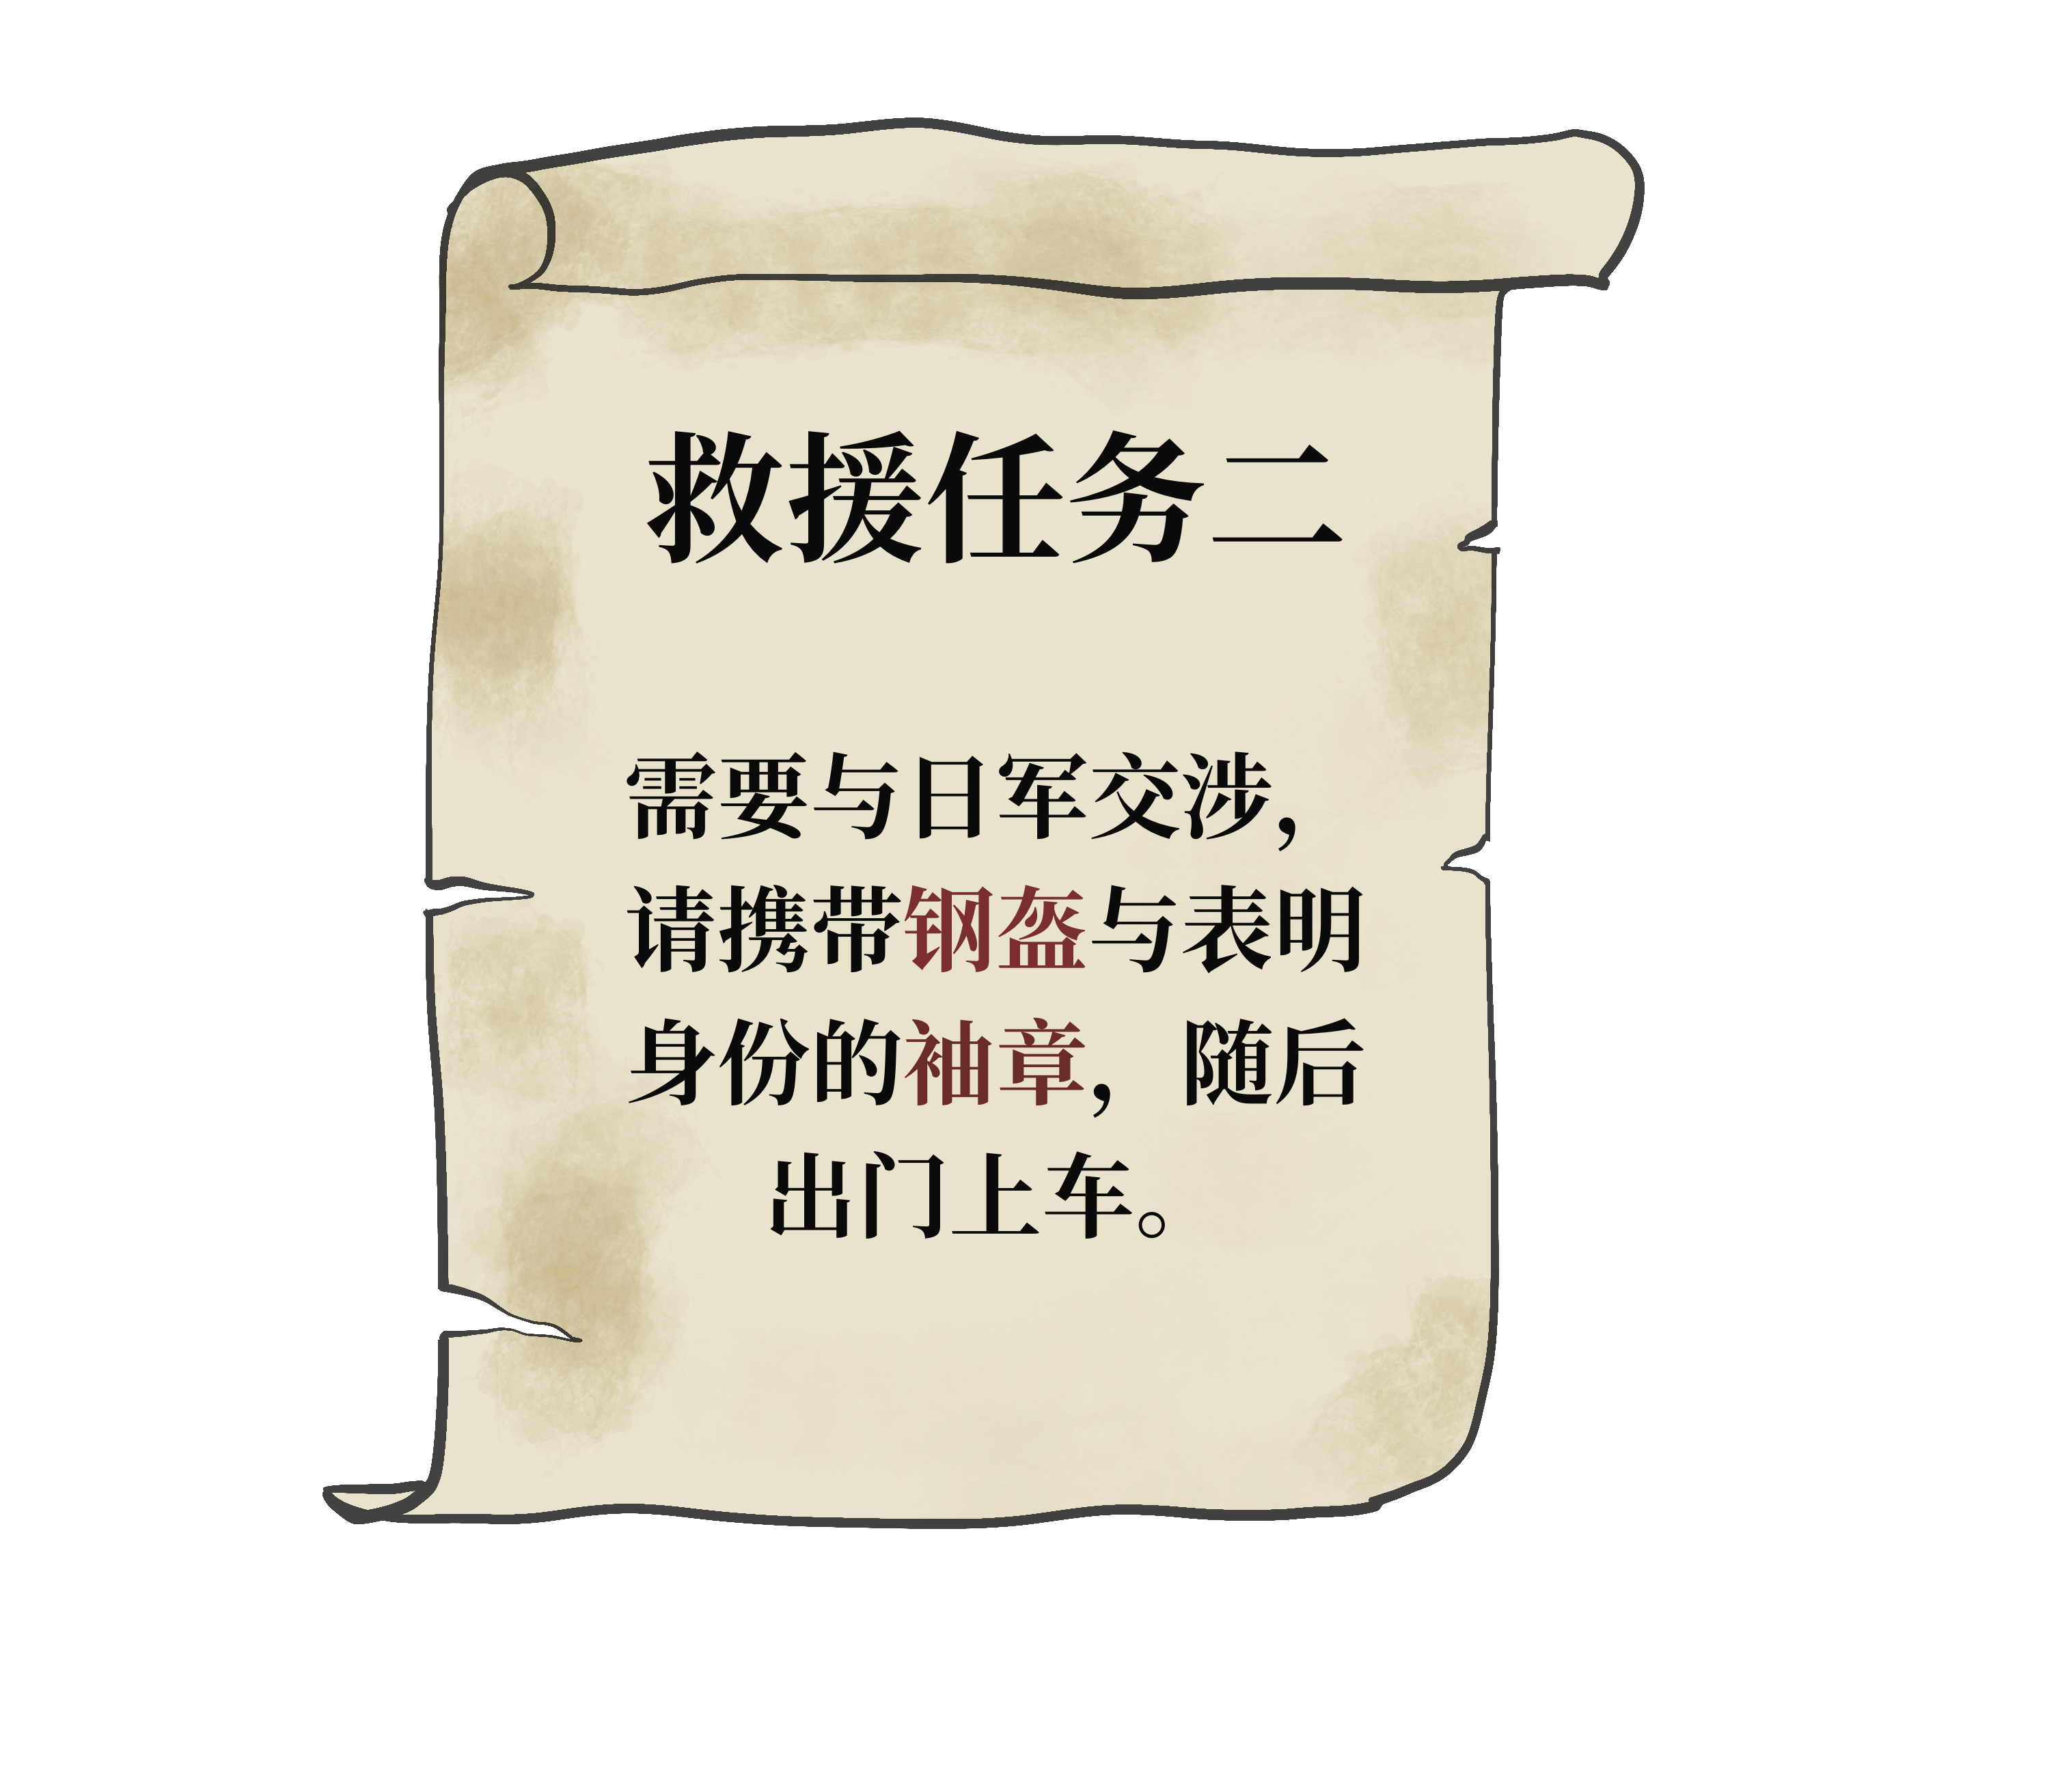 救援任务二
需要与日军交涉，
请携带钢盔与表明
身份的袖章，随后
出门上车。